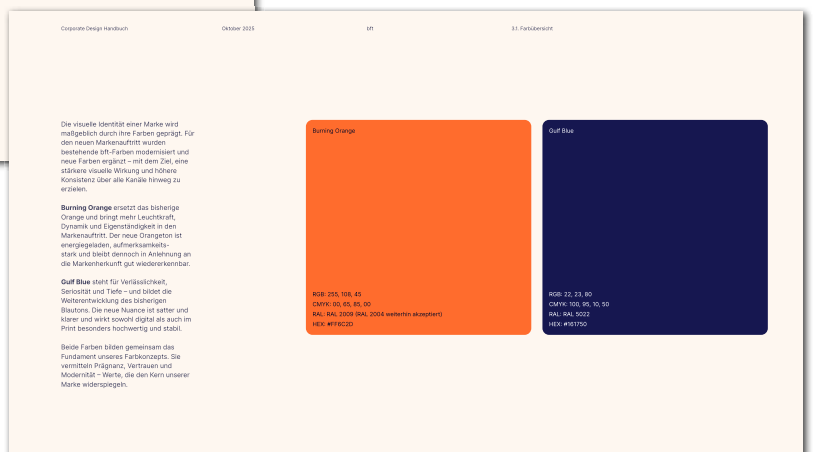 Corporate Design Handbuch
Oktober 2025
bft
3.1. Farbübersicht
Die visuelle Identität einer Marke wird
maßgeblich durch ihre Farben geprägt. Für
den neuen Markenauftritt wurden
bestehende bft-Farben modernisiert und
neue Farben ergänzt – mit dem Ziel, eine
stärkere visuelle Wirkung und höhere
Konsistenz über alle Kanäle hinweg zu
erzielen.
Burning Orange ersetzt das bisherige
Orange und bringt mehr Leuchtkraft,
Dynamik und Eigenständigkeit in den
Markenauftritt. Der neue Orangeton ist
energiegeladen, aufmerksamkeits-
stark und bleibt dennoch in Anlehnung an
die Markenherkunft gut wiedererkennbar.
Gulf Blue steht für Verlässlichkeit,
Seriosität und Tiefe – und bildet die
Weiterentwicklung des bisherigen
Blautons. Die neue Nuance ist satter und
klarer und wirkt sowohl digital als auch im
Print besonders hochwertig und stabil.
Beide Farben bilden gemeinsam das
Fundament unseres Farbkonzepts. Sie
vermitteln Prägnanz, Vertrauen und
Modernität – Werte, die den Kern unserer
Marke widerspiegeln.
Burning Orange
RGB: 255, 108, 45
CMYK: 00, 65, 85, 00
RAL: RAL 2009 (RAL 2004 weiterhin akzeptiert)
HEX: #FF6C2D
Gulf Blue
RGB: 22, 23, 80
CMYK: 100, 95, 10, 50
RAL: RAL 5022
HEX: #161750